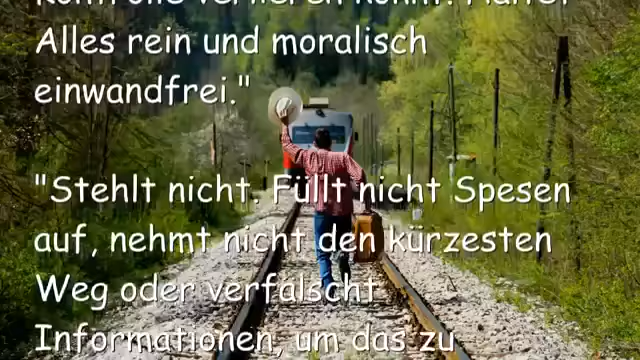 Alles rein und moralisch
einwandfrei."
"Stehlt nicht. Füllt nicht Spesen
auf, nehmt nicht den kürzesten
Weg oder verfälscht
Informationen, um das zu